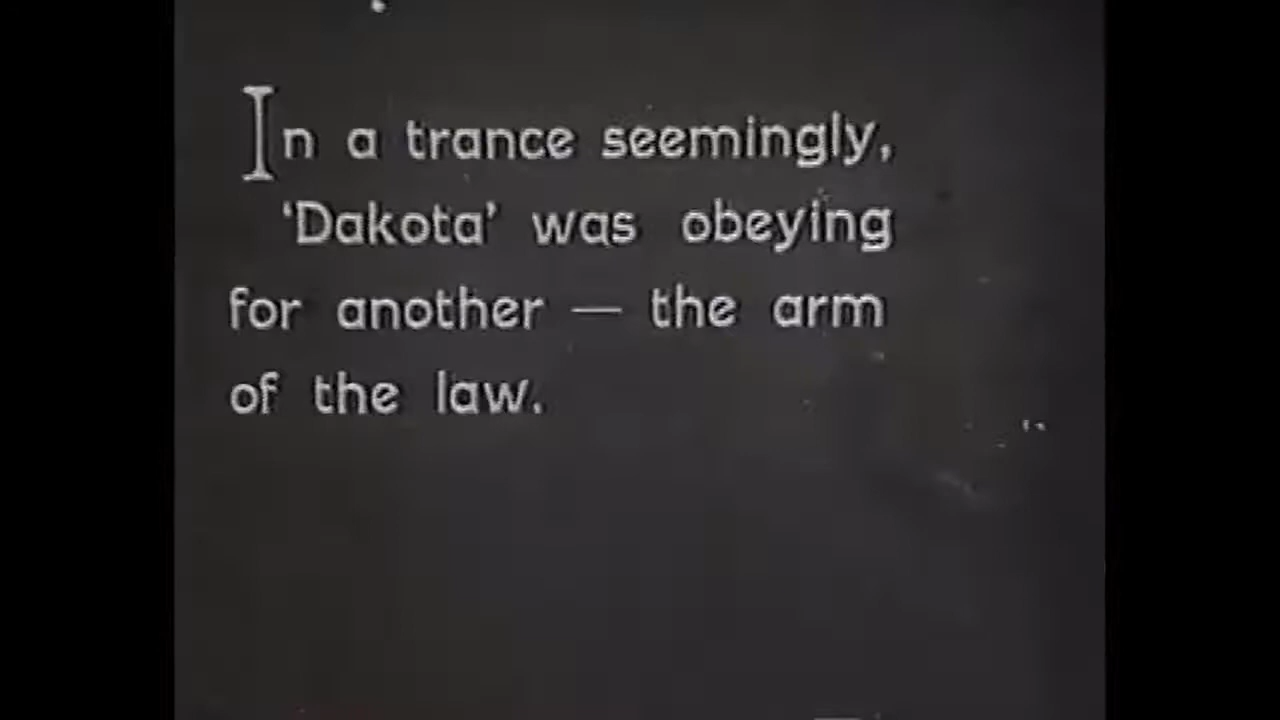 In a trance seemingly,
‘Dakota’ was obeying
for another — the arm
of the law.